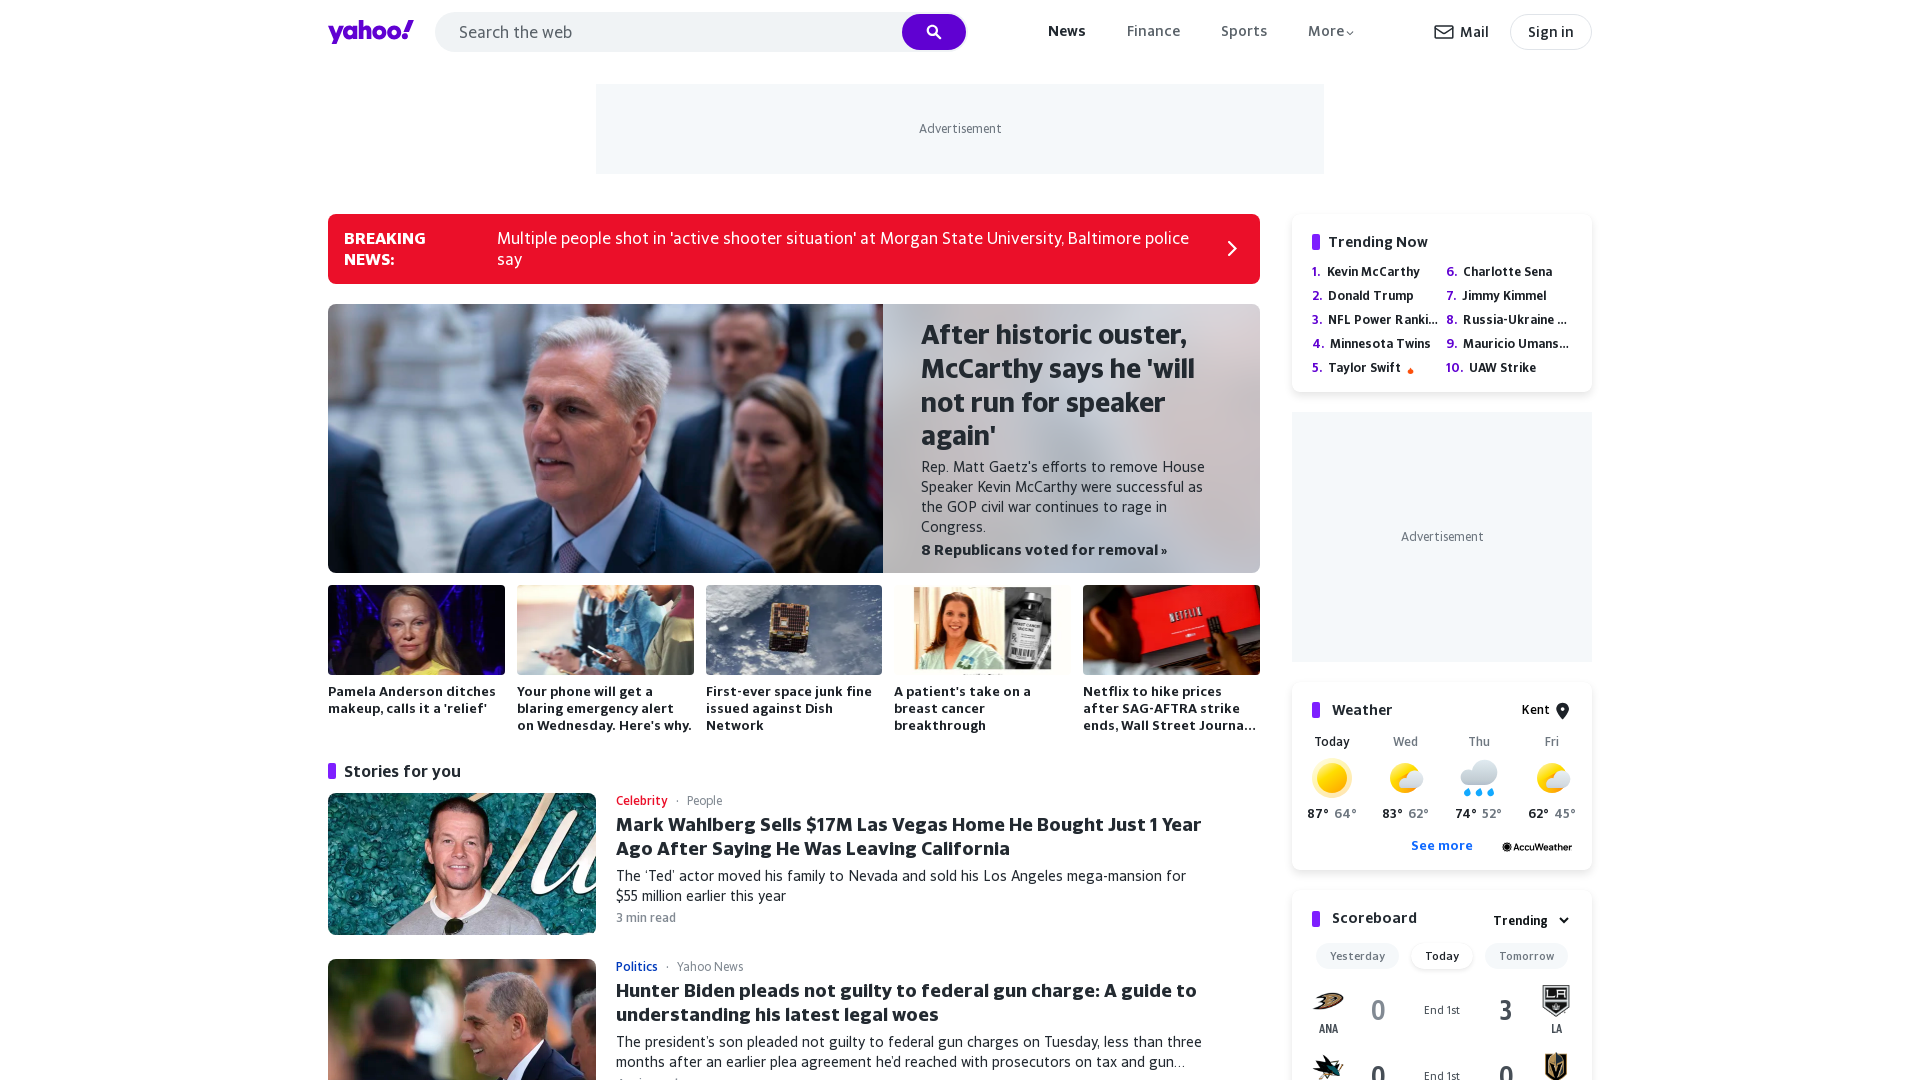 yahoo!
Search the web
News
Finance
Sports
More
Mail
Sign in
Advertisement
BREAKING
NEWS:
Multiple people shot in 'active shooter situation' at Morgan State University, Baltimore police
say
After historic ouster,
McCarthy says he 'will
not run for speaker
again'
Rep. Matt Gaetz's efforts to remove House
Speaker Kevin McCarthy were successful as
the GOP civil war continues to rage in
Congress.
8 Republicans voted for removal »
NETFLIX
Pamela Anderson ditches
makeup, calls it a 'relief'
Your phone will get a
blaring emergency alert
on Wednesday. Here's why.
First-ever space junk fine
issued against Dish
Network
A patient's take on a
breast cancer
breakthrough
Netflix to hike prices
after SAG-AFTRA strike
ends, Wall Street Journa...
Stories for you
Celebrity · People
Mark Wahlberg Sells $17M Las Vegas Home He Bought Just 1 Year
Ago After Saying He Was Leaving California
The ‘Ted’ actor moved his family to Nevada and sold his Los Angeles mega-mansion for
$55 million earlier this year
3 min read
Politics · Yahoo News
Hunter Biden pleads not guilty to federal gun charge: A guide to
understanding his latest legal woes
The president’s son pleaded not guilty to federal gun charges on Tuesday, less than three
months after an earlier plea agreement he’d reached with prosecutors on tax and gun…
Trending Now
1. Kevin McCarthy
2. Donald Trump
3. NFL Power Ranki...
4. Minnesota Twins
5. Taylor Swift
6. Charlotte Sena
7. Jimmy Kimmel
8. Russia-Ukraine ...
9. Mauricio Umans...
10. UAW Strike
Advertisement
Weather
Kent
Today Wed Thu Fri
87° 64° 83° 62° 74° 52° 62° 45°
See more
AccuWeather
Scoreboard
Trending
Yesterday Today Tomorrow
ANA 0 End 1st 3 LA
0 End 1st 0